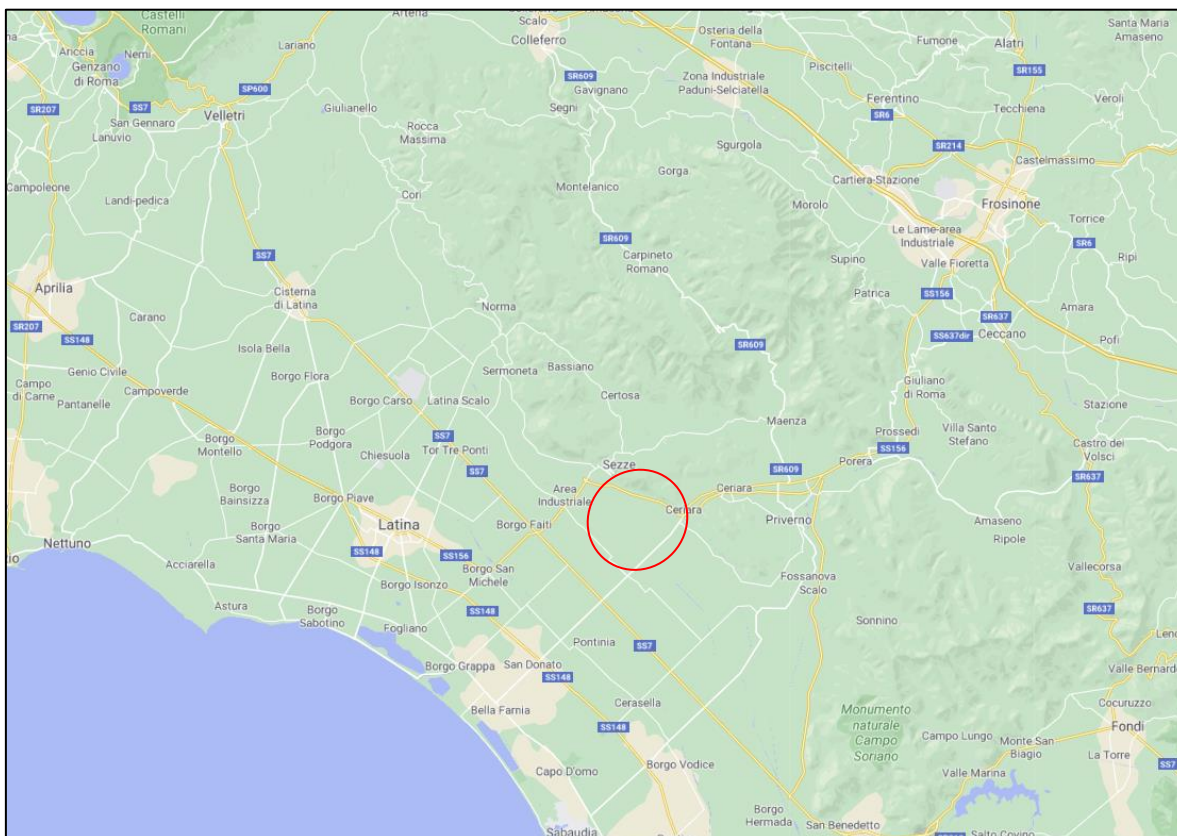 Castelli
Romani
Nemi
Ariccia
Genzano
di Roma
SR207
SS7
San Gennaro
Lanuvio
Velletri
Lariano
SP600
Artena
Giulianello
Rocca
Massima
Cori
Campoleone
Landi-pedica
Scalo
Colleferro
SR609
Gavignano
Segni
Montelanico
Gorga
Sgurgola
Osteria della
Fontana
Zona Industriale
Paduni-Selciatella
Piscitelli
Fumone
Alatri
Santa Maria
Amaseno
SR155
Ferentino
SR6
Tecchiena
Veroli
SR214
Castelmassimo
Cartiera-Stazione
Frosinone
Morolo
Le Lame-area
Industriale
Valle Fioretta
Torrice
SR6
Ripi
Supino
Patrica
SS156
Arnara
SR637
SS637dir
Ceccano
Pofi
SR609
Carpineto
Romano
SR609
SS7
Aprilia
SR207
SS148
Carano
Cisterna
di Latina
Norma
Isola Bella
Genio Civile
Campo
di Carne
Pantanelle
Campoverde
Borgo Flora
Sermoneta
Bassiano
Certosa
Borgo Carso
Latina Scalo
Giuliano
di Roma
Stazione
Maenza
Borgo
Montello
Borgo
Podgora
Chiesuola
SS7
Tor Tre Ponti
Prossedi
Villa Santo
Stefano
SS156
Castro dei
Volsci
SR637
Sezze
SS7
SR609
Porera
Borgo
Bainsizza
Borgo Piave
Area
Industriale
Ceriara
Ceriara
Priverno
Amaseno
Ripole
Borgo
Santa Maria
Latina
Borgo Faiti
Nettuno
Acciarella
SS148
SS156
Borgo San
Michele
Borgo Isonzo
Vallecorsa
Fossanova
Scalo
Astura
Borgo
Sabotino
Fogliano
SS148
SR637
Sonnino
Pontinia
SS7
Borgo Grappa
San Donato
SS148
Valle Bernardo
Bella Farnia
Cerasella
SS148
Monumento
naturale
Campo
Soriano
Campo Lungo
Monte San
Biagio
Cocuruzzo
Fondi
La Torre
SS7
Capo D'omo
Borgo Vodice
Valle Marina
Sabaudia
Borgo
Hermada
San Benedetto
Salto Covino